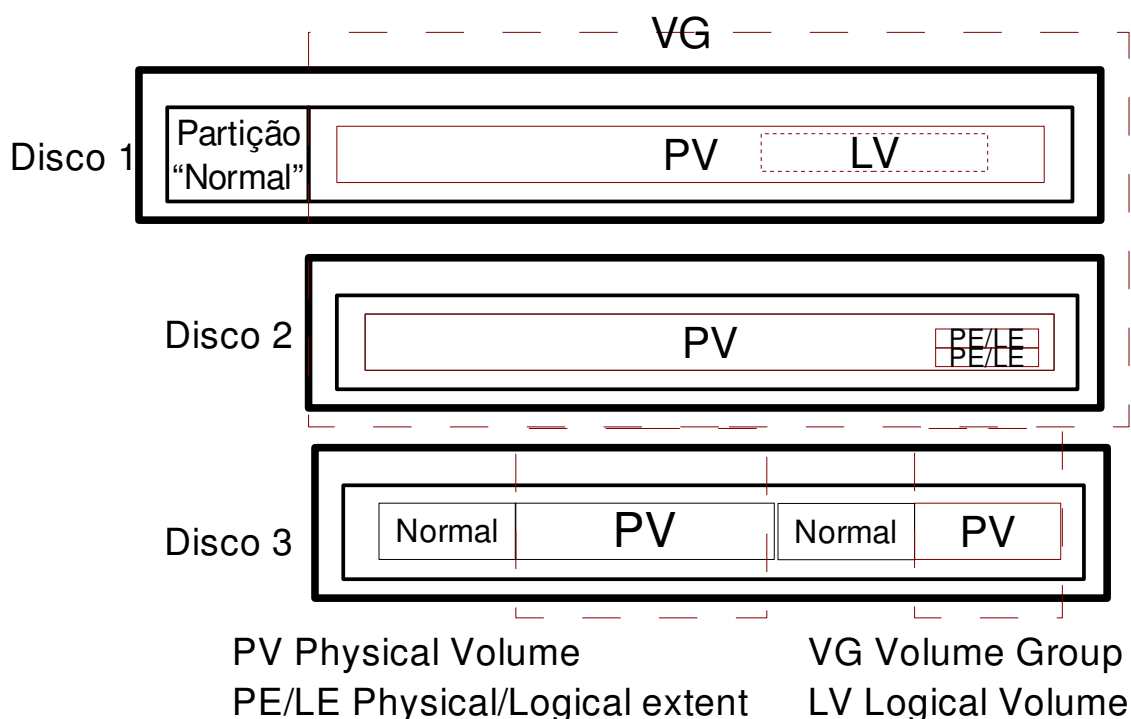 VG
Disco 1
Partição
“Normal”
PV
LV
Disco 2
PV
PE/LE
PE/LE
Disco 3
Normal
PV
Normal
PV
PV Physical Volume
VG Volume Group
PE/LE Physical/Logical extent
LV Logical Volume